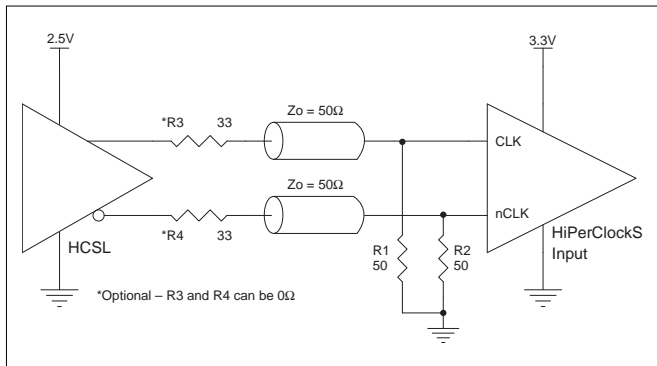 2.5V
3.3V
*R3 33
Zo = 50Ω
CLK
Zo = 50Ω
nCLK
*R4 33
HCSL
R1
50
R2
50
HiPerClockS
Input
*Optional – R3 and R4 can be 0Ω